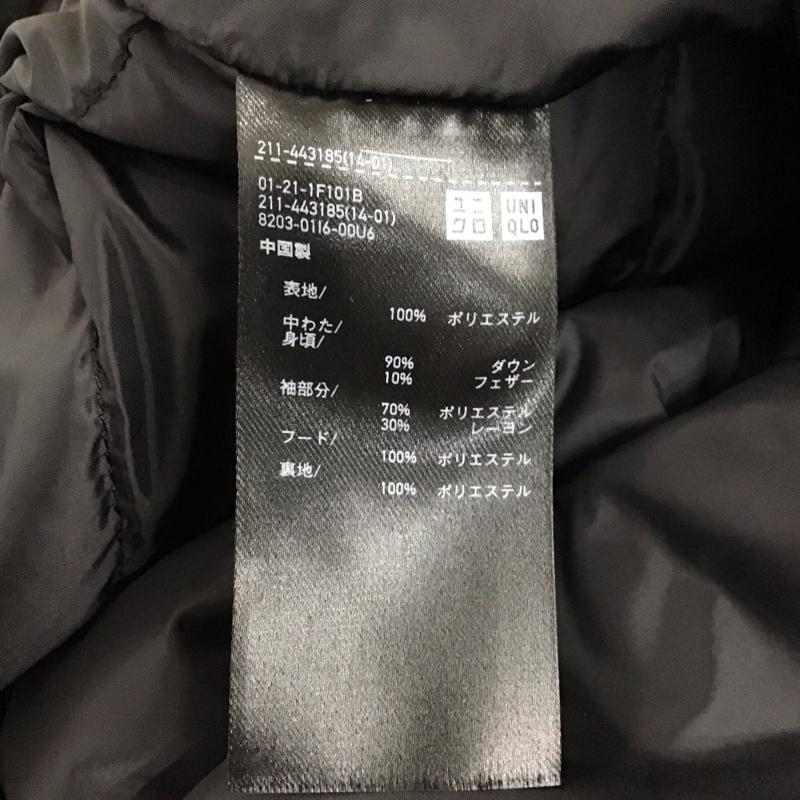 211-443185(14-01)
01-21-1F101B
211-443185(14-01)
8203-0116-00U6
中国製
ユニ
クロ
UNI
QLO
表地/
100% ポリエステル
中わた/
身頃/
90% ダウン
10% フェザー
袖部分/
70% ポリエステル
30% レーヨン
フード/
100% ポリエステル
裏地/
100% ポリエステル